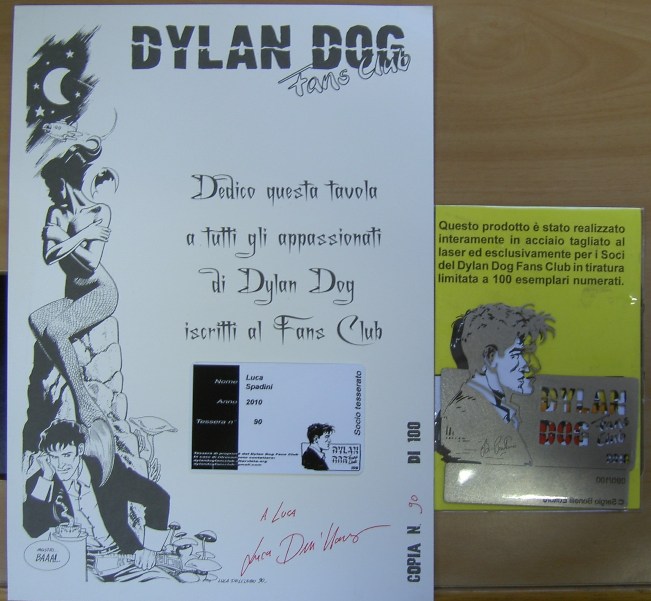 DYLAN DOG
Fans Club
Dedico questa tavola
a tutti gli appassionati
di Dylan Dog
iscritti al Fans Club
Nome Luca
Spadini
Anno 2010
Tessera n° 90
Socio tesserato
DYLAN
A Luca
Luca
COPIA N. 90 DI 100
Questo prodotto è stato realizzato
interamente in acciaio tagliato al
laser ed esclusivamente per i Soci
del Dylan Dog Fans Club in tiratura
limitata a 100 esemplari numerati.
DYLAN
DOG